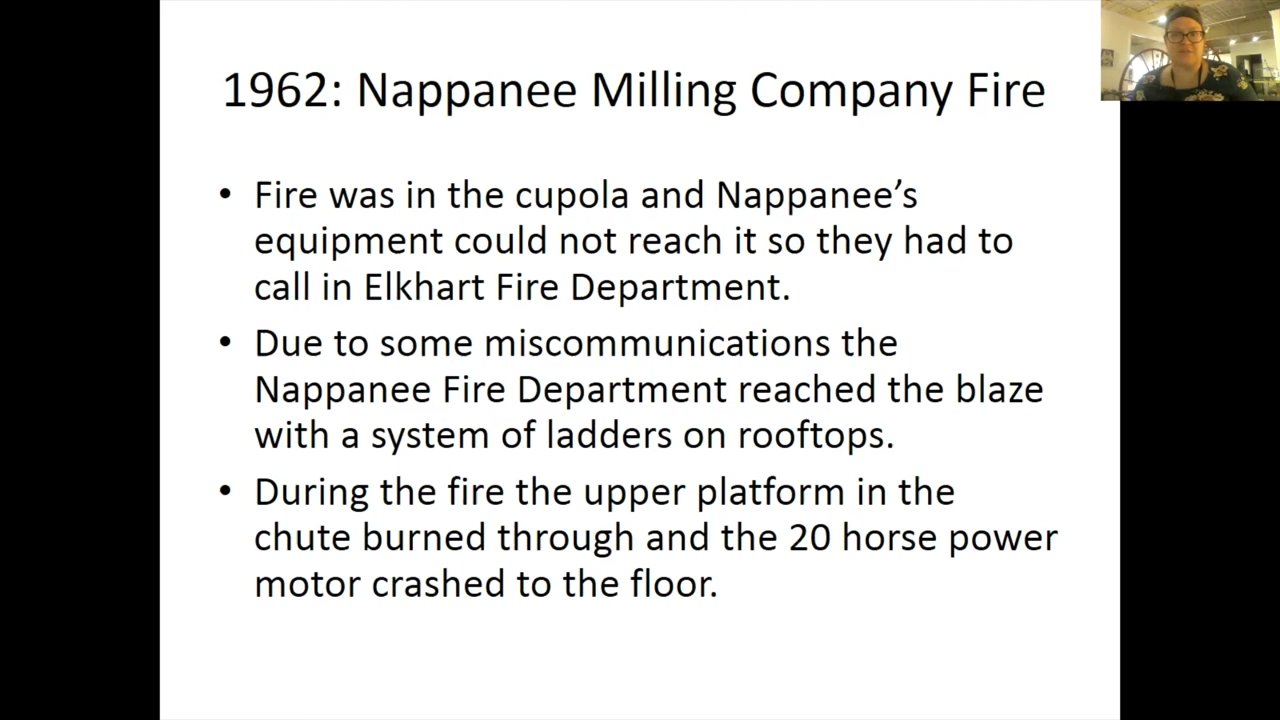 1962: Nappanee Milling Company Fire
• Fire was in the cupola and Nappanee’s
equipment could not reach it so they had to
call in Elkhart Fire Department.
• Due to some miscommunications the
Nappanee Fire Department reached the blaze
with a system of ladders on rooftops.
• During the fire the upper platform in the
chute burned through and the 20 horse power
motor crashed to the floor.